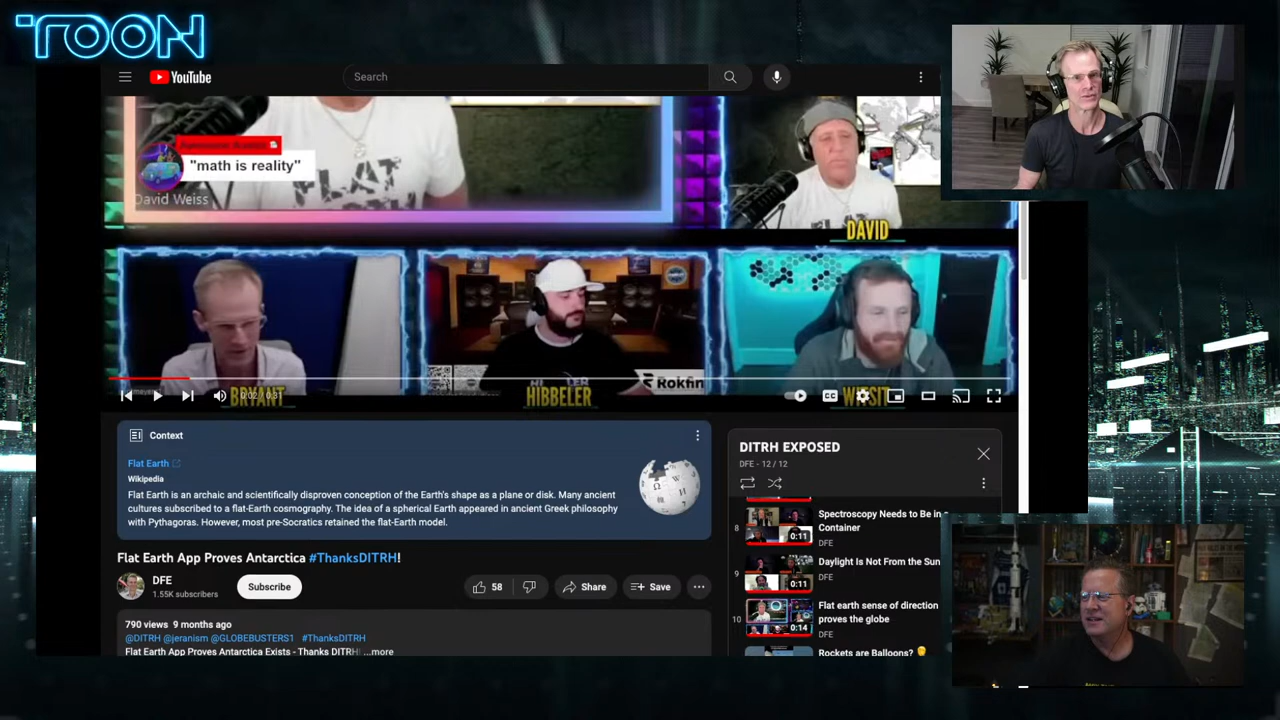 TOON
YouTube
Search
"math is reality"
David Weiss
FLAT
DAVID
BRYANT
HIBBELER
Rokfin
WITSIT
0:02 / 0:31
CC
Context
Flat Earth
Wikipedia
Flat Earth is an archaic and scientifically disproven conception of the Earth's shape as a plane or disk. Many ancient
cultures subscribed to a flat-Earth cosmography. The idea of a spherical Earth appeared in ancient Greek philosophy
with Pythagoras. However, most pre-Socratics retained the flat-Earth model.
Flat Earth App Proves Antarctica #ThanksDITRH!
DFE
1.55K subscribers
Subscribe
58
Share
Save
790 views 9 months ago
@DITRH @jeranism @GLOBEBUSTERS1 #ThanksDITRH
Flat Earth App Proves Antarctica Exists - Thanks DITRH! ...more
DITRH EXPOSED
DFE - 12 / 12
8
0:11
Spectroscopy Needs to Be in a
Container
DFE
9
0:11
Daylight Is Not From the Sun
DFE
10
0:14
Flat earth sense of direction
proves the globe
DFE
Rockets are Balloons?